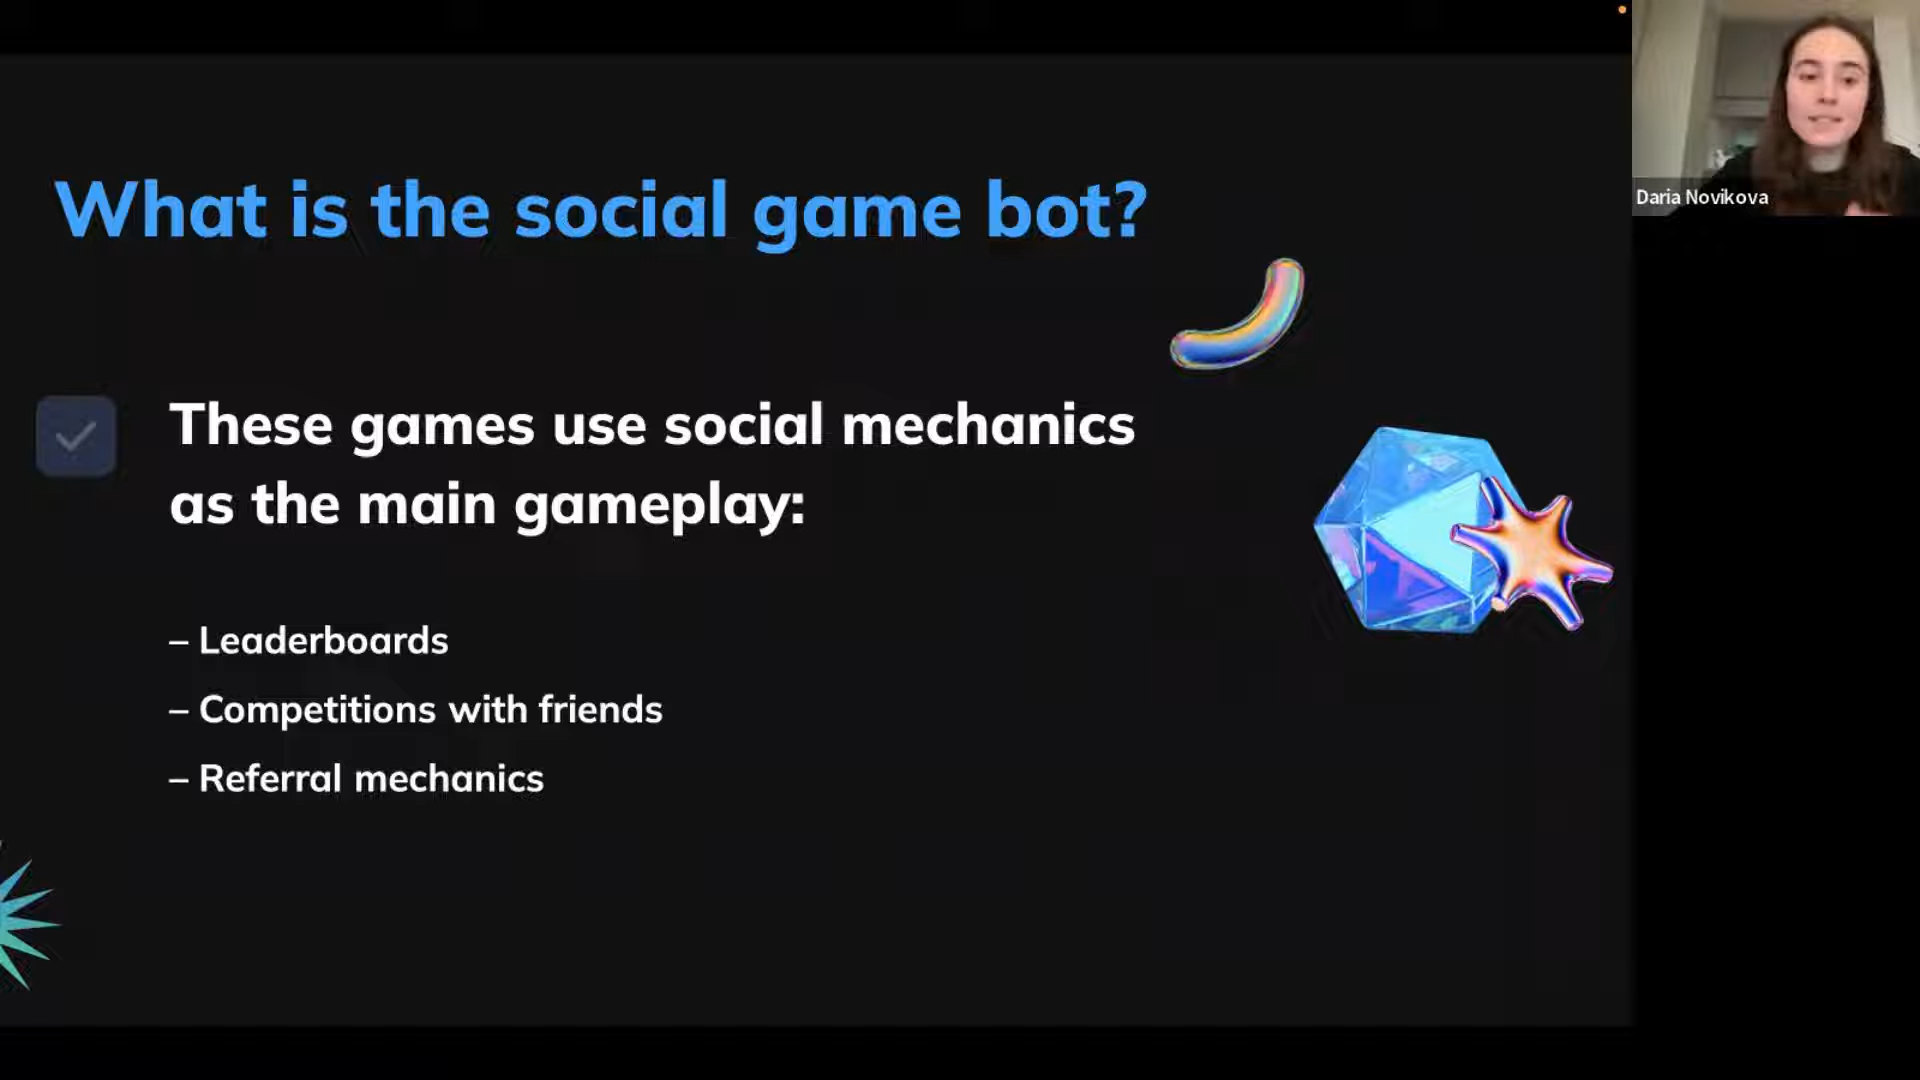 What is the social game bot?
These games use social mechanics
as the main gameplay:
– Leaderboards
– Competitions with friends
– Referral mechanics
Daria Novikova